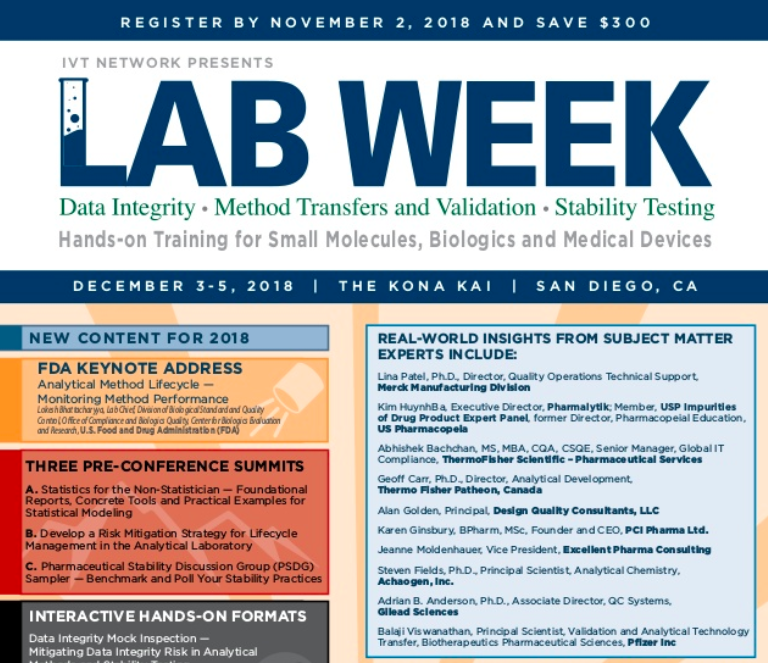 REGISTER BY NOVEMBER 2, 2018 AND SAVE $300
IVT NETWORK PRESENTS
LAB WEEK
Data Integrity • Method Transfers and Validation • Stability Testing
Hands-on Training for Small Molecules, Biologics and Medical Devices
DECEMBER 3-5, 2018 | THE KONA KAI | SAN DIEGO, CA
NEW CONTENT FOR 2018
FDA KEYNOTE ADDRESS
Analytical Method Lifecycle —
Monitoring Method Performance
Lokesh Bhattacharyya, Lab Chief, Division of Biological Standard and Quality
Control, Office of Compliance and Biologics Quality, Center for Biologics Evaluation
and Research, U.S. Food and Drug Administration (FDA)
THREE PRE-CONFERENCE SUMMITS
A. Statistics for the Non-Statistician — Foundational
Reports, Concrete Tools and Practical Examples for
Statistical Modeling
B. Develop a Risk Mitigation Strategy for Lifecycle
Management in the Analytical Laboratory
C. Pharmaceutical Stability Discussion Group (PSDG)
Sampler — Benchmark and Poll Your Stability Practices
INTERACTIVE HANDS-ON FORMATS
Data Integrity Mock Inspection —
Mitigating Data Integrity Risk in Analytical
Methods and Stability Testing
REAL-WORLD INSIGHTS FROM SUBJECT MATTER
EXPERTS INCLUDE:
Lina Patel, Ph.D., Director, Quality Operations Technical Support,
Merck Manufacturing Division
Kim HuynhBa, Executive Director, Pharmalytik; Member, USP Impurities
of Drug Product Expert Panel, former Director, Pharmacopeial Education,
US Pharmacopeia
Abhishek Bachchan, MS, MBA, CQA, CSQE, Senior Manager, Global IT
Compliance, ThermoFisher Scientific – Pharmaceutical Services
Geoff Carr, Ph.D., Director, Analytical Development,
Thermo Fisher Patheon, Canada
Alan Golden, Principal, Design Quality Consultants, LLC
Karen Ginsbury, BPharm, MSc, Founder and CEO, PCI Pharma Ltd.
Jeanne Moldenhauer, Vice President, Excellent Pharma Consulting
Steven Fields, Ph.D., Principal Scientist, Analytical Chemistry,
Achaogen, Inc.
Adrian B. Anderson, Ph.D., Associate Director, QC Systems,
Gilead Sciences
Balaji Viswanathan, Principal Scientist, Validation and Analytical Technology
Transfer, Biotherapeutics Pharmaceutical Sciences, Pfizer Inc